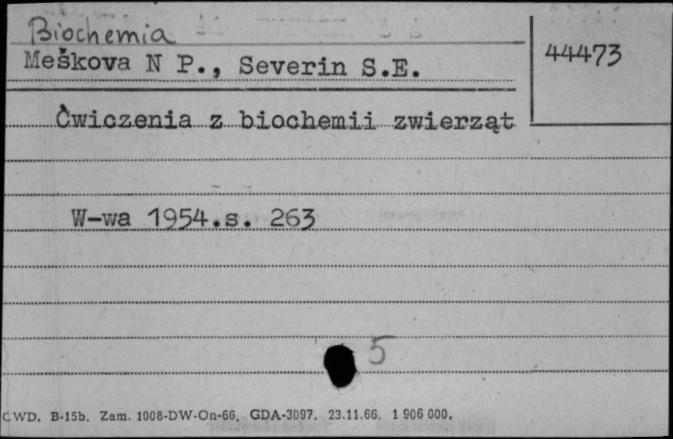 Biochemia
44473
Meškova N P., Severin S.E.
Ćwiczenia z biochemii zwierząt
W-wa 1954.s. 263
5
CWD. B-15b. Zam. 1008-DW-On-66. GDA-3097. 23.11.66. 1 906 000.